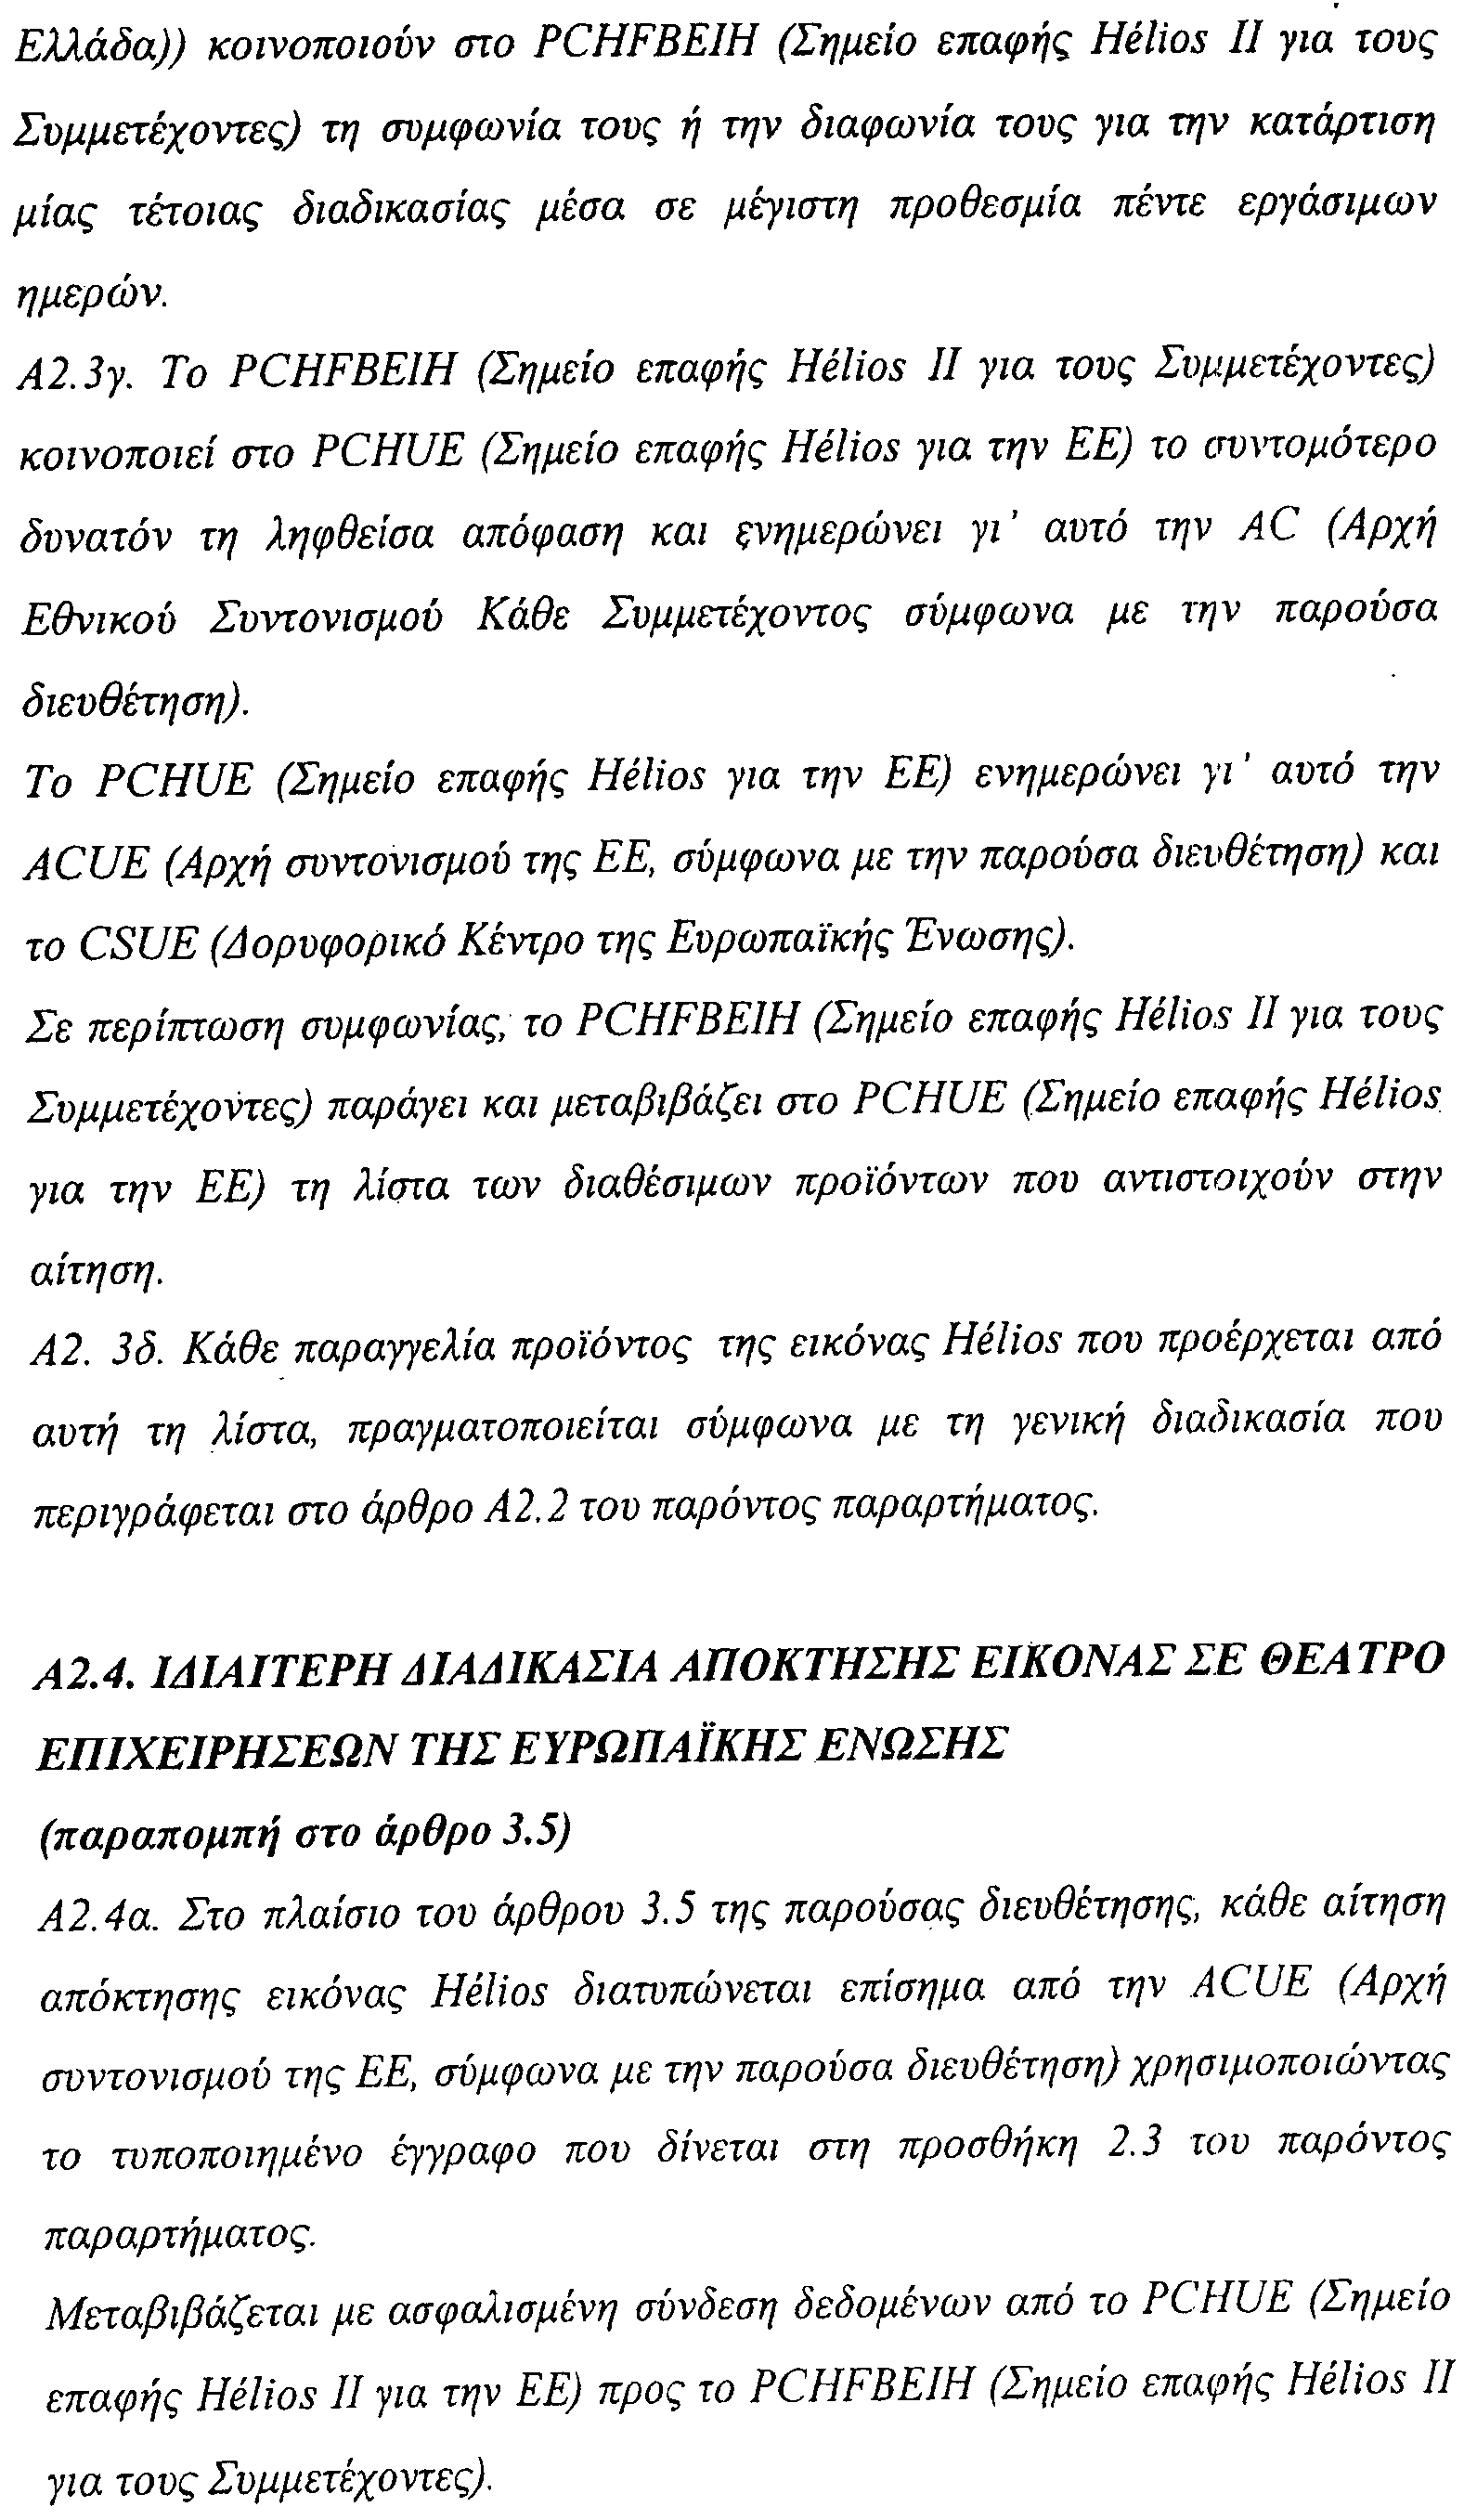 Ελλάδα)) κοινοποιούν στο PCHFBEIH (Σημείο επαφής Hélios II για τους
Συμμετέχοντες) τη συμφωνία τους ή την διαφωνία τους για την κατάρτιση
μίας τέτοιας διαδικασίας μέσα σε μέγιστη προθεσμία πέντε εργάσιμων
ημερών.
A2.3γ. Το PCHFBEIH (Σημείο επαφής Hélios II για τους Συμμετέχοντες)
κοινοποιεί στο PCHUE (Σημείο επαφής Hélios για την ΕΕ) το συντομότερο
δυνατόν τη ληφθείσα απόφαση και ενημερώνει γι’ αυτό την AC (Αρχή
Εθνικού Συντονισμού Κάθε Συμμετέχοντος σύμφωνα με την παρούσα
διευθέτηση).
Το PCHUE (Σημείο επαφής Hélios για την ΕΕ) ενημερώνει γι’ αυτό την
ACUE (Αρχή συντονισμού της ΕΕ, σύμφωνα με την παρούσα διευθέτηση) και
το CSUE (Δορυφορικό Κέντρο της Ευρωπαϊκής Ένωσης).
Σε περίπτωση συμφωνίας, το PCHFBEIH (Σημείο επαφής Hélios II για τους
Συμμετέχοντες) παράγει και μεταβιβάζει στο PCHUE (Σημείο επαφής Hélios
για την ΕΕ) τη λίστα των διαθέσιμων προϊόντων που αντιστοιχούν στην
αίτηση.
A2. 3δ. Κάθε παραγγελία προϊόντος της εικόνας Hélios που προέρχεται από
αυτή τη λίστα, πραγματοποιείται σύμφωνα με τη γενική διαδικασία που
περιγράφεται στο άρθρο A2.2 του παρόντος παραρτήματος.
A2.4. ΙΔΙΑΙΤΕΡΗ ΔΙΑΔΙΚΑΣΙΑ ΑΠΟΚΤΗΣΗΣ ΕΙΚΟΝΑΣ ΣΕ ΘΕΑΤΡΟ
ΕΠΙΧΕΙΡΗΣΕΩΝ ΤΗΣ ΕΥΡΩΠΑΪΚΗΣ ΕΝΩΣΗΣ
(παραπομπή στο άρθρο 3.5)
A2.4α. Στο πλαίσιο του άρθρου 3.5 της παρούσας διευθέτησης, κάθε αίτηση
απόκτησης εικόνας Hélios διατυπώνεται επίσημα από την ACUE (Αρχή
συντονισμού της ΕΕ, σύμφωνα με την παρούσα διευθέτηση) χρησιμοποιώντας
το τυποποιημένο έγγραφο που δίνεται στη προσθήκη 2.3 του παρόντος
παραρτήματος.
Μεταβιβάζεται με ασφαλισμένη σύνδεση δεδομένων από το PCHUE (Σημείο
επαφής Hélios II για την ΕΕ) προς το PCHFBEIH (Σημείο επαφής Hélios II
για τους Συμμετέχοντες).